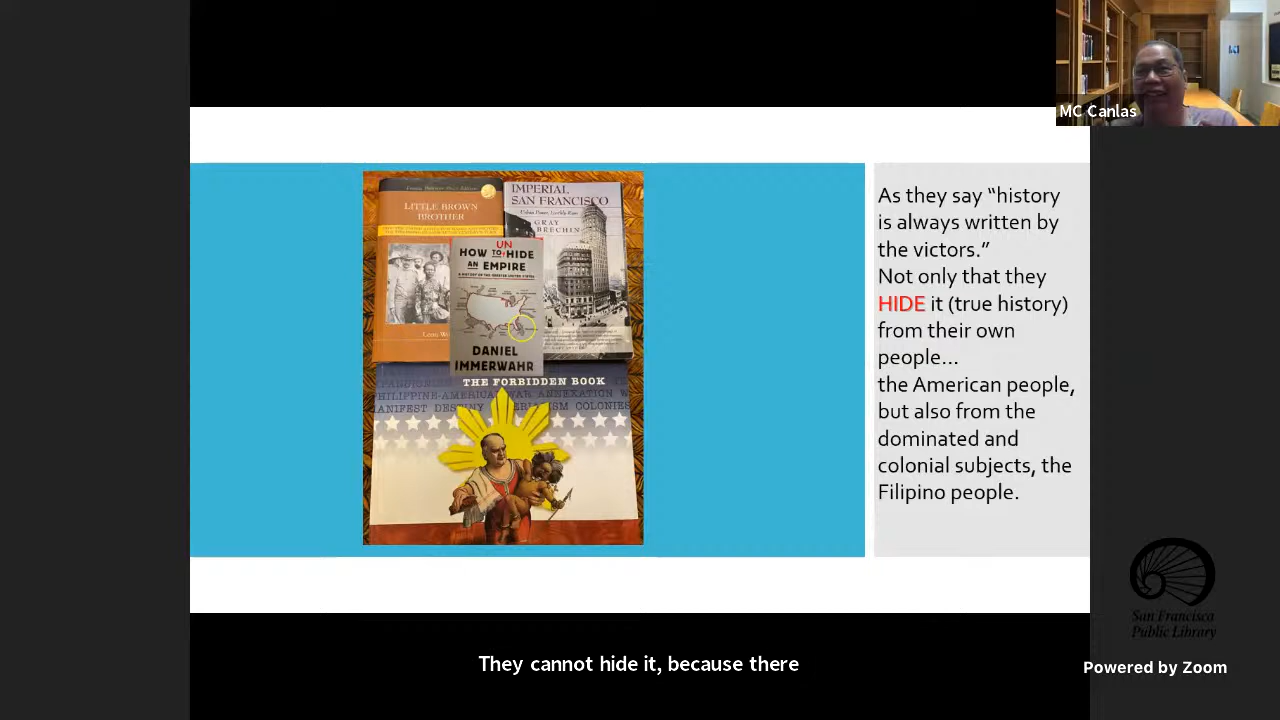 MC Canlas
LITTLE BROWN
BROTHER
IMPERIAL
SAN FRANCISCO
GRAY
BRECHIN
UN
HOW TO HIDE
AN EMPIRE
A HISTORY OF THE GREATER UNITED STATES
DANIEL
IMMERWAHR
THE FORBIDDEN BOOK
PHILIPPINE-AMERICAN WAR ANNEXATION
MANIFEST DESTINY IMPERIALISM COLONIES
As they say “history
is always written by
the victors.”
Not only that they
HIDE it (true history)
from their own
people...
the American people,
but also from the
dominated and
colonial subjects, the
Filipino people.
San Francisco
Public Library
They cannot hide it, because there
Powered by Zoom